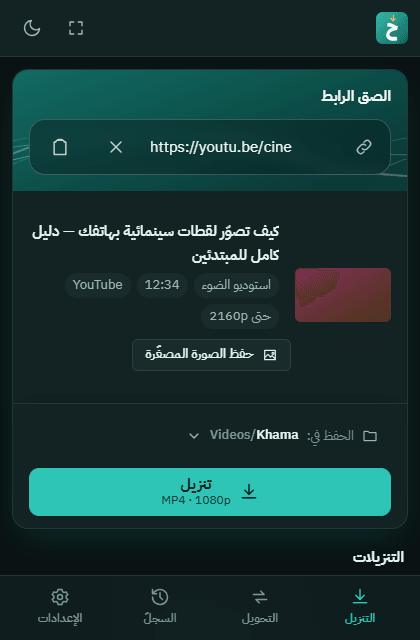 خ
الصق الرابط
https://youtu.be/cine
كيف تصوّر لقطات سينمائية بهاتفك — دليل
كامل للمبتدئين
استوديو الضوء
12:34
YouTube
حتى 2160p
حفظ الصورة المصغّرة
الحفظ في: Videos/Khama
تنزيل
MP4 · 1080p
التنزيلات
التنزيل
التحويل
السجلّ
الإعدادات